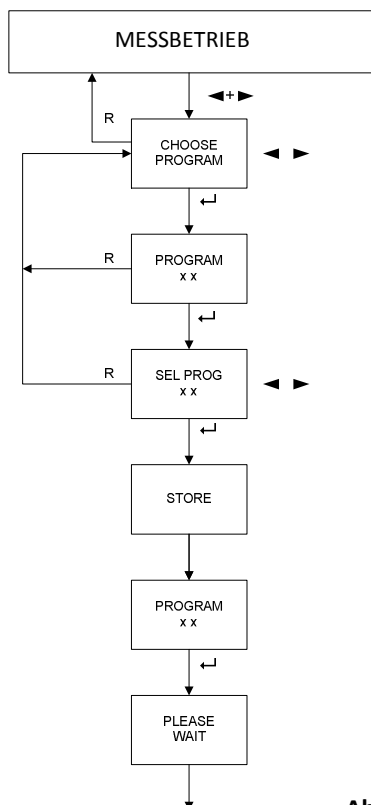 MESSBETRIEB
R
◄+►
CHOOSE
PROGRAM
◄ ►
↵
R
PROGRAM
x x
↵
R
SEL PROG
x x
◄ ►
↵
STORE
PROGRAM
x x
↵
PLEASE
WAIT